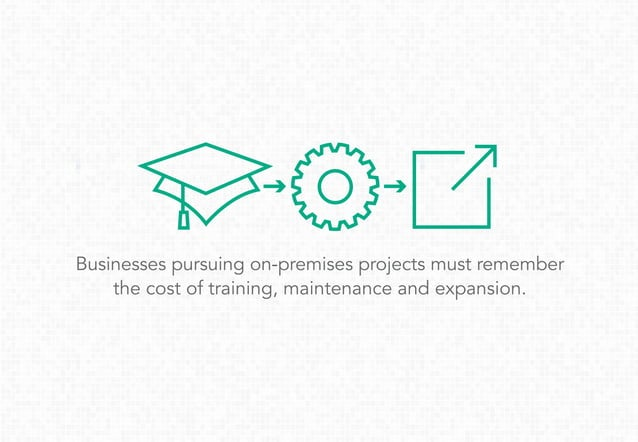 Businesses pursuing on-premises projects must remember
the cost of training, maintenance and expansion.